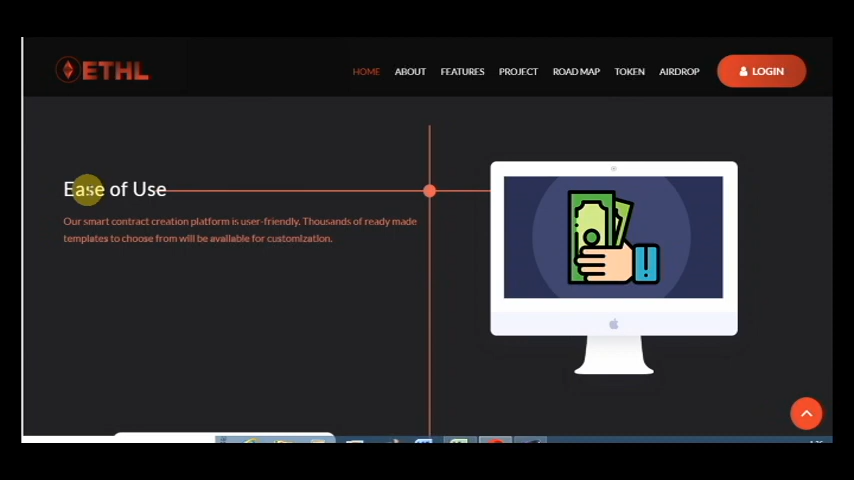 ETHL
HOME ABOUT FEATURES PROJECT ROAD MAP TOKEN AIRDROP LOGIN
Ease of Use
Our smart contract creation platform is user-friendly. Thousands of ready made
templates to choose from will be available for customization.